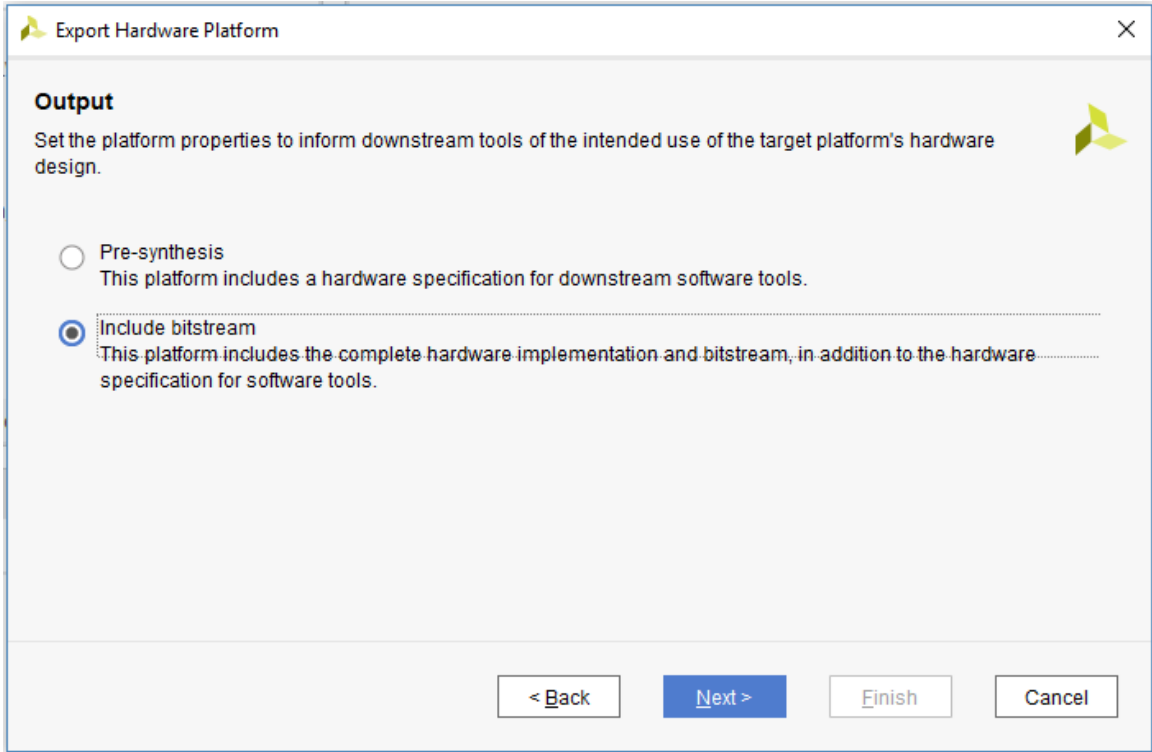 Export Hardware Platform
Output
Set the platform properties to inform downstream tools of the intended use of the target platform's hardware
design.
Pre-synthesis
This platform includes a hardware specification for downstream software tools.
Include bitstream
This platform includes the complete hardware implementation and bitstream, in addition to the hardware
specification for software tools.
< Back Next > Finish Cancel